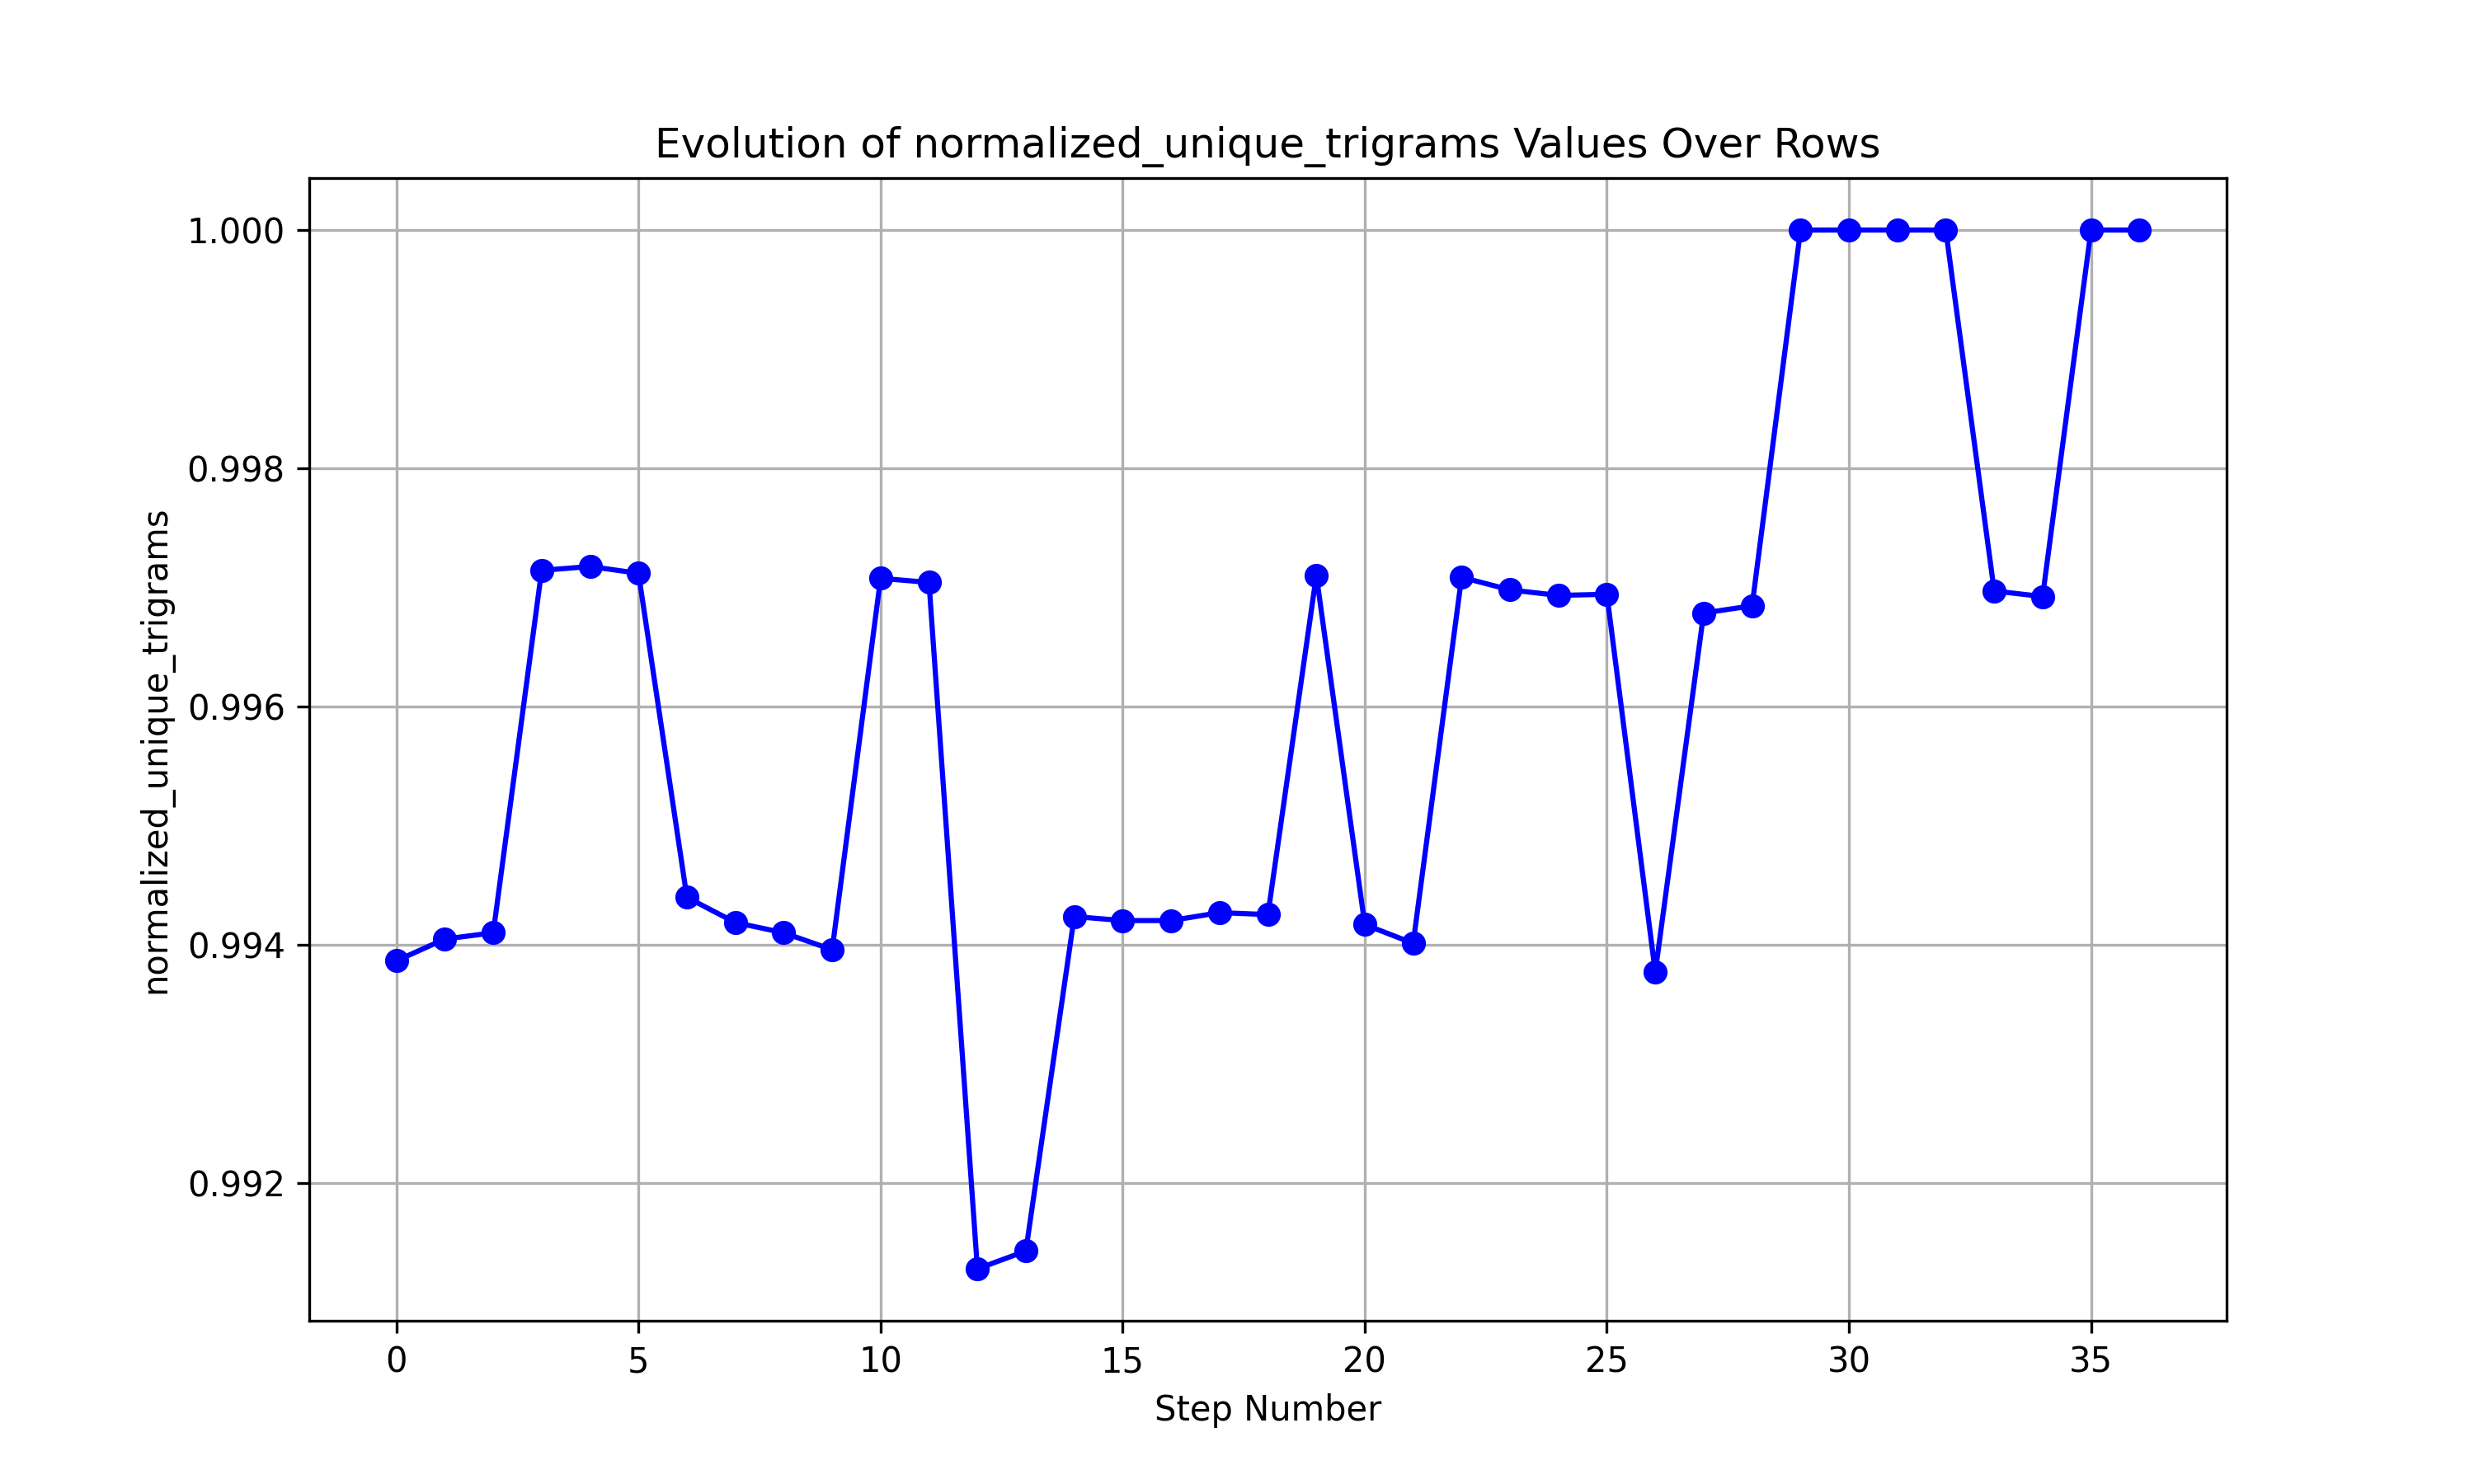 Evolution of normalized_unique_trigrams Values Over Rows
normalized_unique_trigrams
1.000
0.998
0.996
0.994
0.992
0 5 10 15 20 25 30 35
Step Number